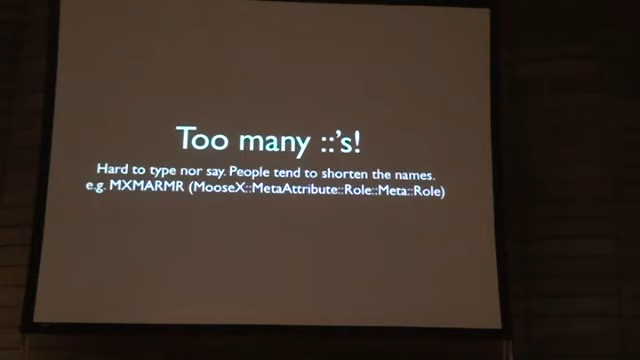 Too many ::'s!
Hard to type nor say. People tend to shorten the names.
e.g. MXMARMR (MooseX::MetaAttribute::Role::Meta::Role)